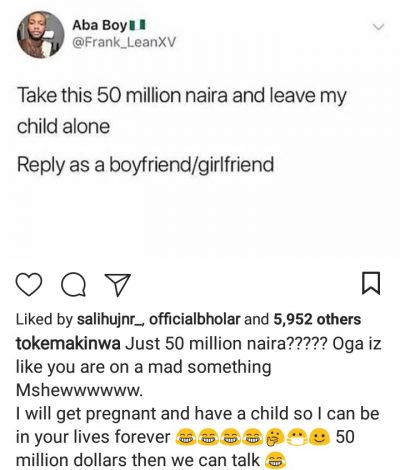 Aba Boy🇳🇬
@Frank_LeanXV
Take this 50 million naira and leave my
child alone
Reply as a boyfriend/girlfriend
Liked by salihujnr_, officialbholar and 5,952 others
tokemakinwa Just 50 million naira????? Oga iz
like you are on a mad something
Mshewwwwww.
I will get pregnant and have a child so I can be
in your lives forever 😂😂😂😂🤔😷🙂 50
million dollars then we can talk 😂